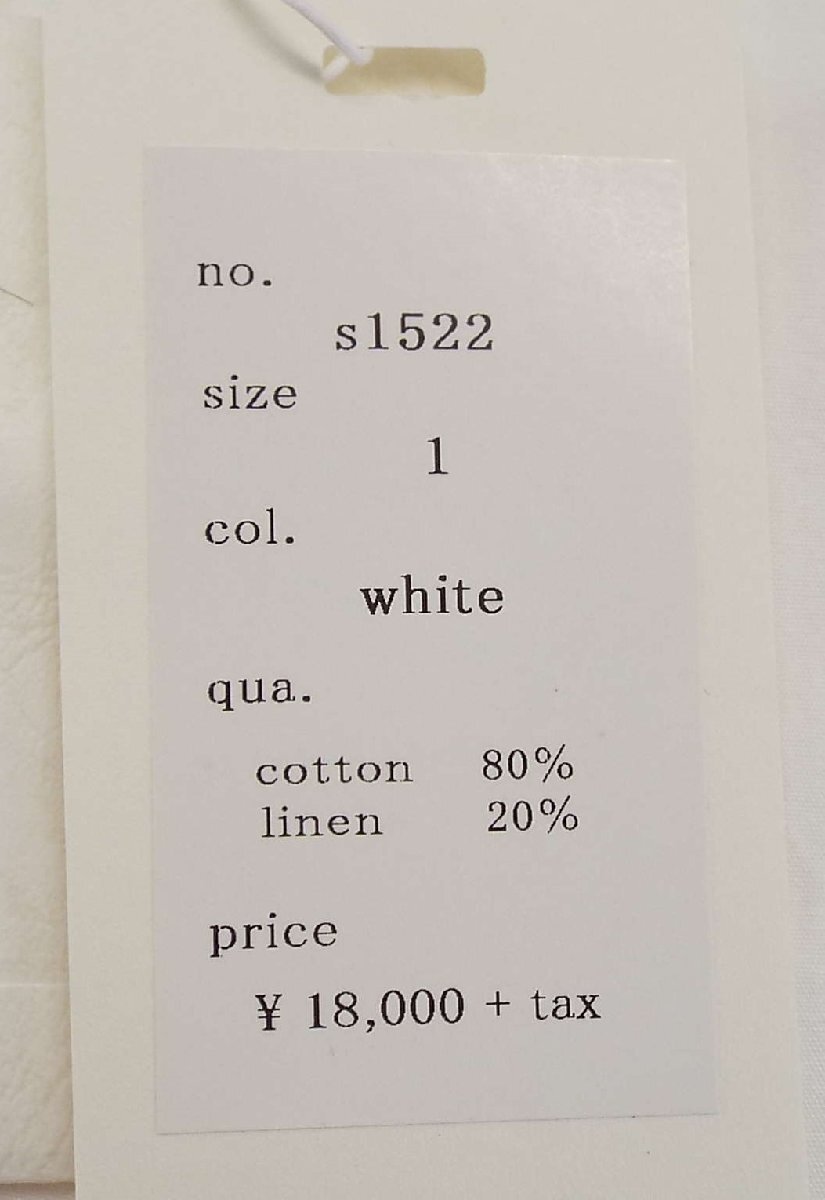 no.
s1522
size
1
col.
white
qua.
cotton 80%
linen 20%
price
¥ 18,000 + tax